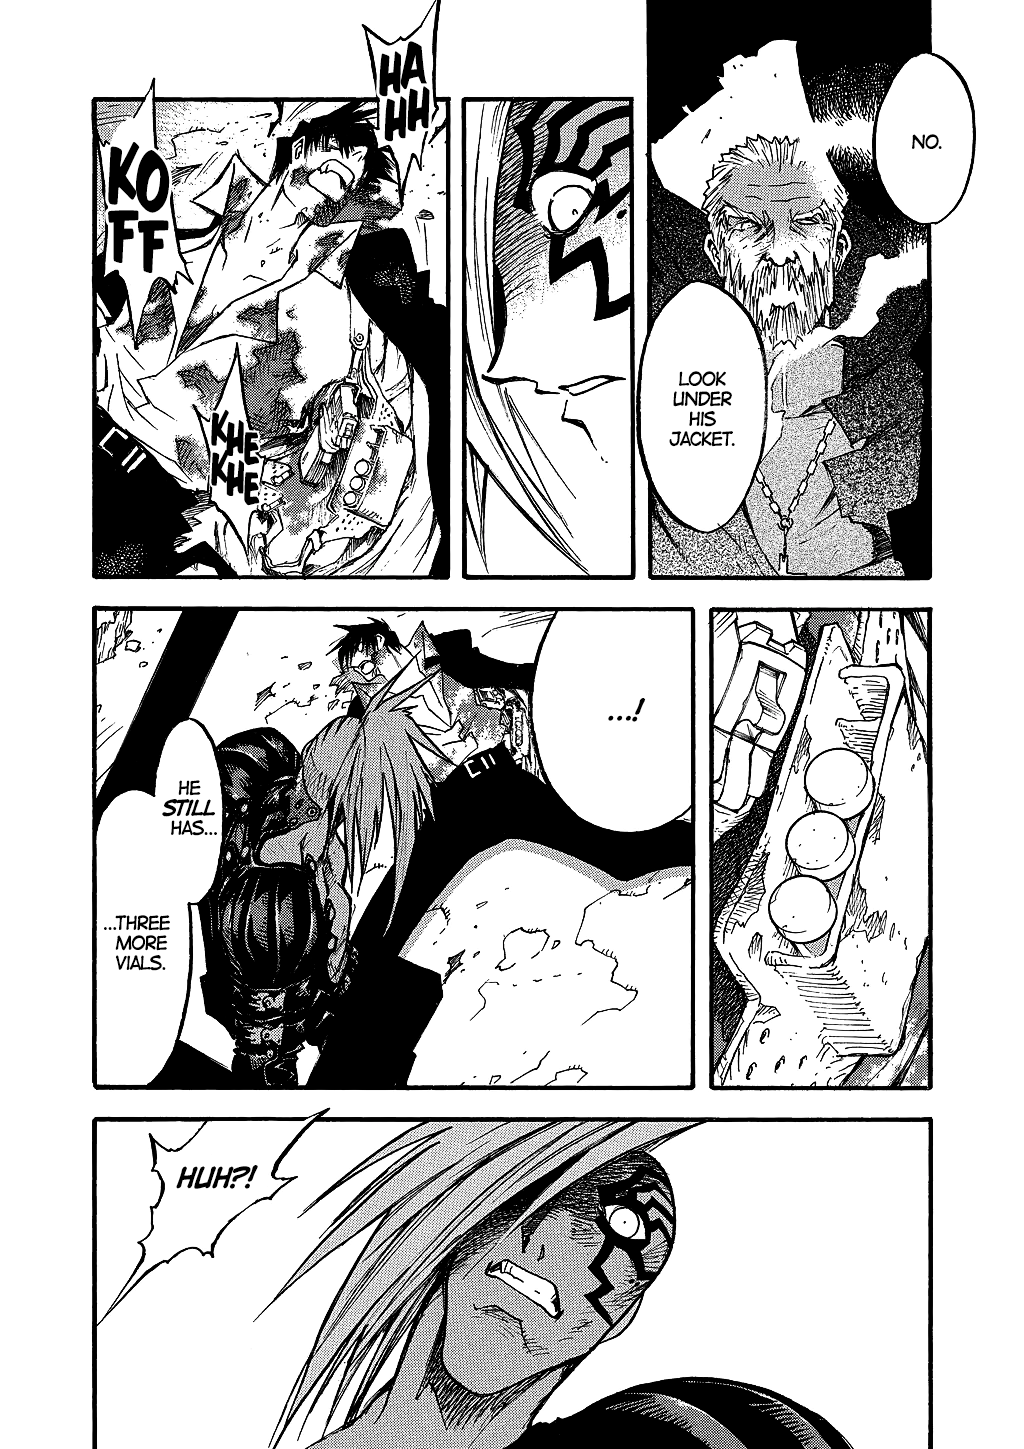 NO.
LOOK
UNDER
HIS
JACKET.
HA
HH
KO
FF
KHE
KHE
...!
HE
STILL
HAS...
...THREE
MORE
VIALS.
HUH?!